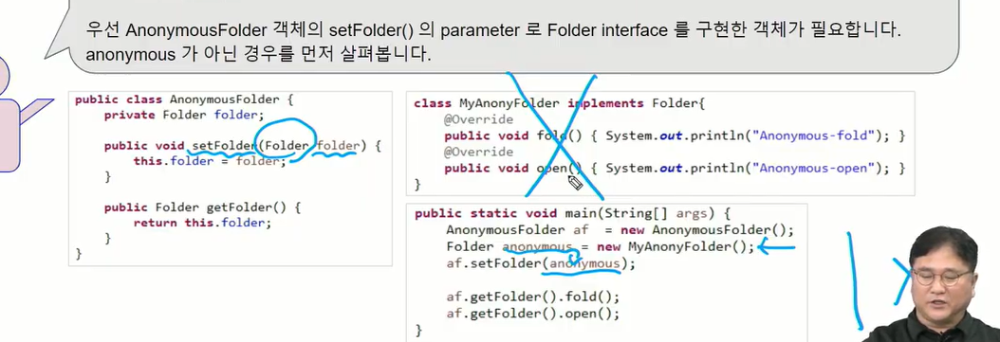 우선 AnonymousFolder 객체의 setFolder() 의 parameter 로 Folder interface 를 구현한 객체가 필요합니다.
anonymous 가 아닌 경우를 먼저 살펴봅니다.
public class AnonymousFolder {
private Folder folder;
public void setFolder(Folder folder) {
this.folder = folder;
}
public Folder getFolder() {
return this.folder;
}
}
class MyAnonyFolder implements Folder{
@Override
public void fold() { System.out.println("Anonymous-fold"); }
@Override
public void open() { System.out.println("Anonymous-open"); }
}
public static void main(String[] args) {
AnonymousFolder af = new AnonymousFolder();
Folder anonymous = new MyAnonyFolder();
af.setFolder(anonymous);
af.getFolder().fold();
af.getFolder().open();
}